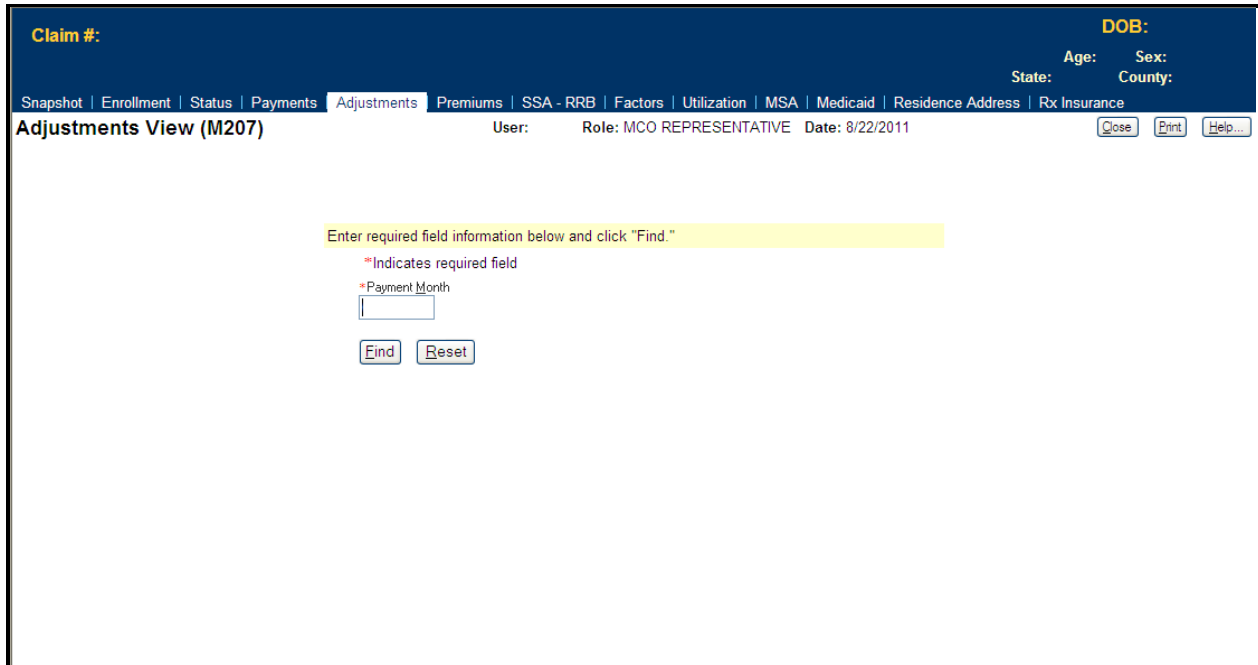 Claim #:
DOB:
Age: Sex:
State: County:
Snapshot | Enrollment | Status | Payments | Adjustments | Premiums | SSA - RRB | Factors | Utilization | MSA | Medicaid | Residence Address | Rx Insurance
Adjustments View (M207) User: Role: MCO REPRESENTATIVE Date: 8/22/2011 Close Print Help...
Enter required field information below and click "Find."
*Indicates required field
*Payment Month
Find Reset